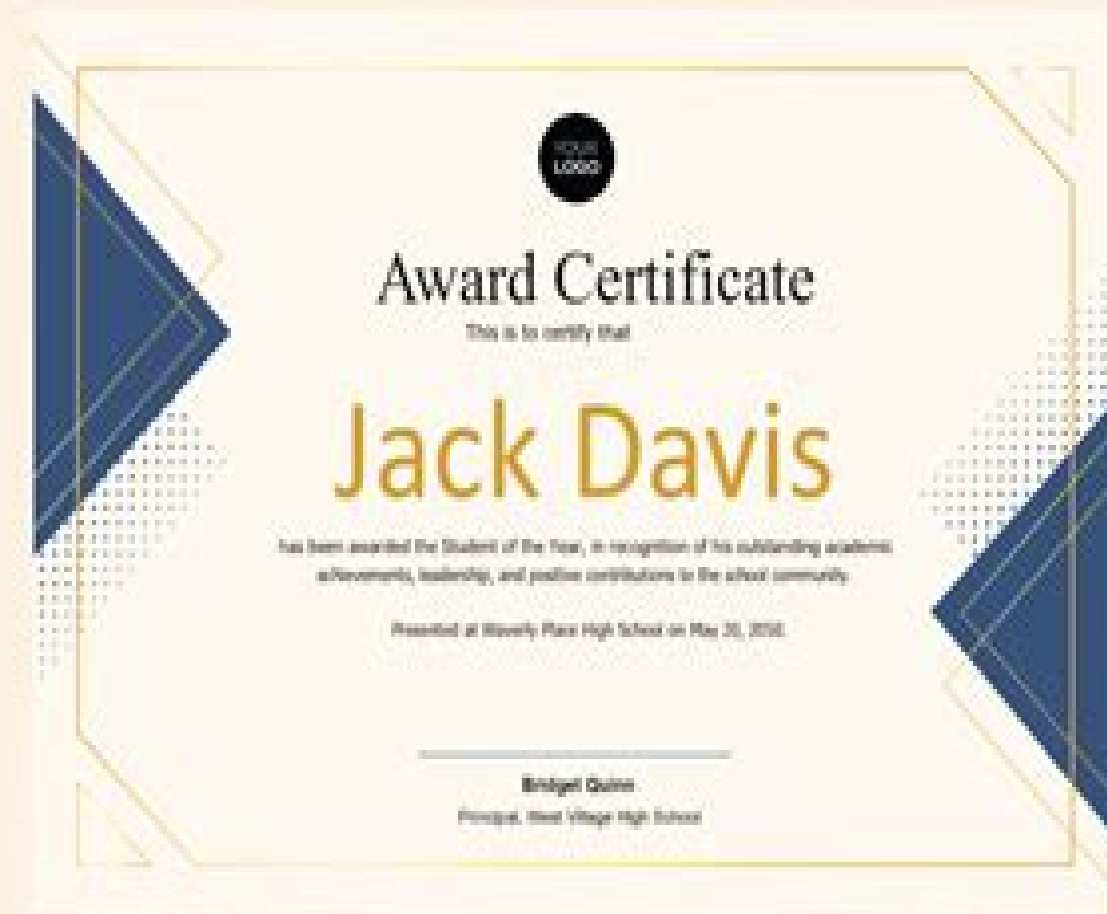 YOUR
LOGO
Award Certificate
This is to certify that
Jack Davis
has been awarded the Student of the Year, in recognition of his outstanding academic
achievements, leadership, and positive contributions to the school community.
Presented at Waverly Place High School on May 20,
Bridget Quinn
Principal, West Village High School